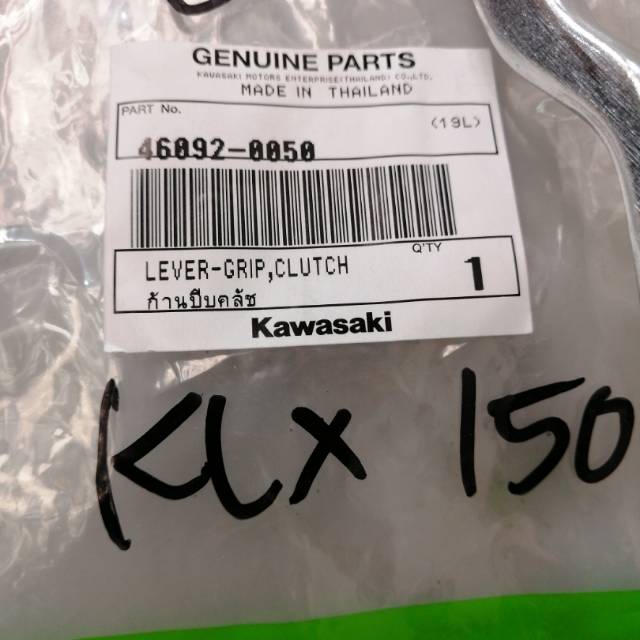 GENUINE PARTS
KAWASAKI MOTORS ENTERPRISE(THAILAND) CO.,LTD.
MADE IN THAILAND
PART No.
(19L)
46092-0050
LEVER-GRIP,CLUTCH
Q'TY
1
ก้านบีบคลัช
Kawasaki
KLX 150